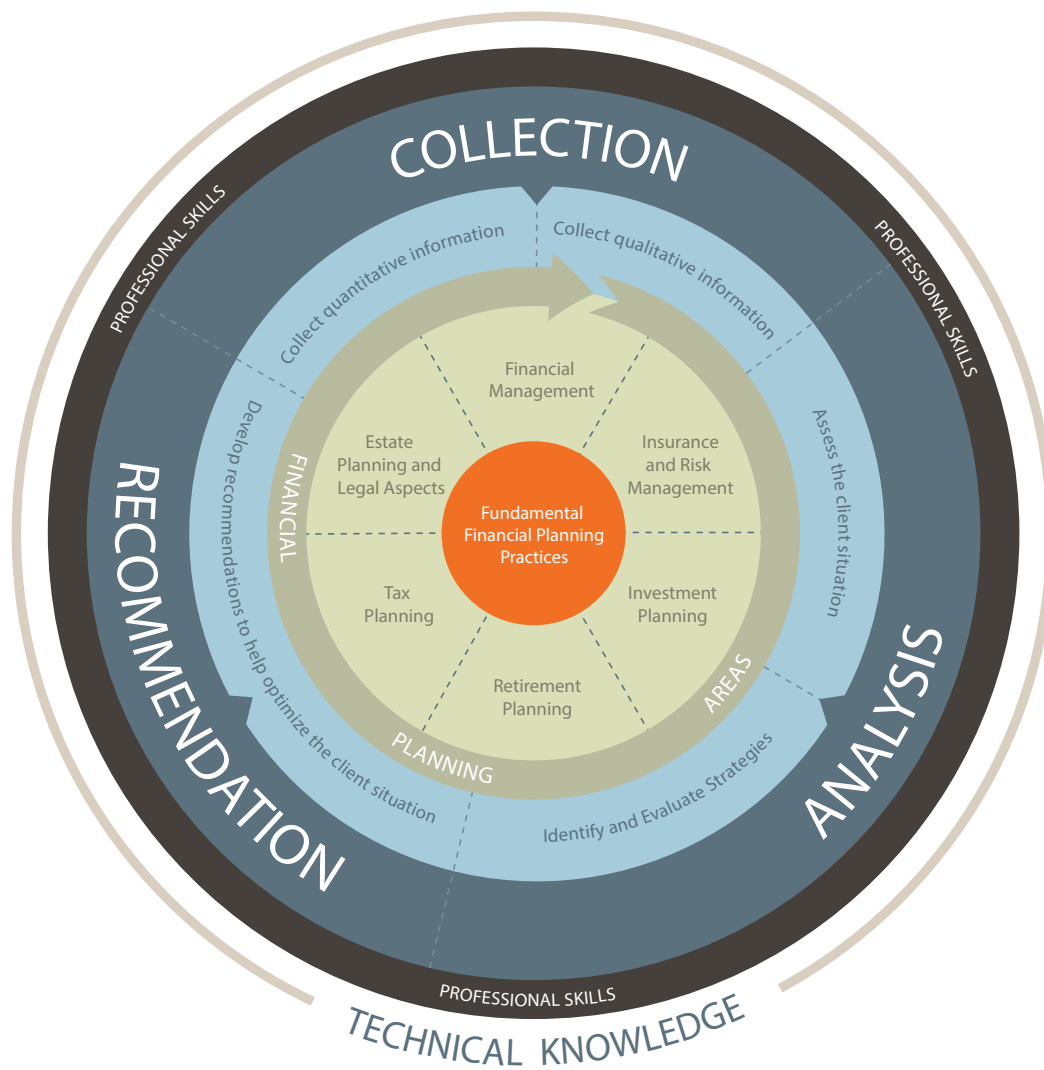 COLLECTION
PROFESSIONAL SKILLS
PROFESSIONAL SKILLS
Collect quantitative information
Collect qualitative information
Financial
Management
Estate
Planning and
Legal Aspects
Insurance
and Risk
Management
Assess the client situation
Develop recommendations to help optimize the client situation
FINANCIAL
Fundamental
Financial Planning
Practices
RECOMMENDATION
Tax
Planning
Investment
Planning
Retirement
Planning
AREAS
PLANNING
ANALYSIS
Identify and Evaluate Strategies
PROFESSIONAL SKILLS
TECHNICAL KNOWLEDGE